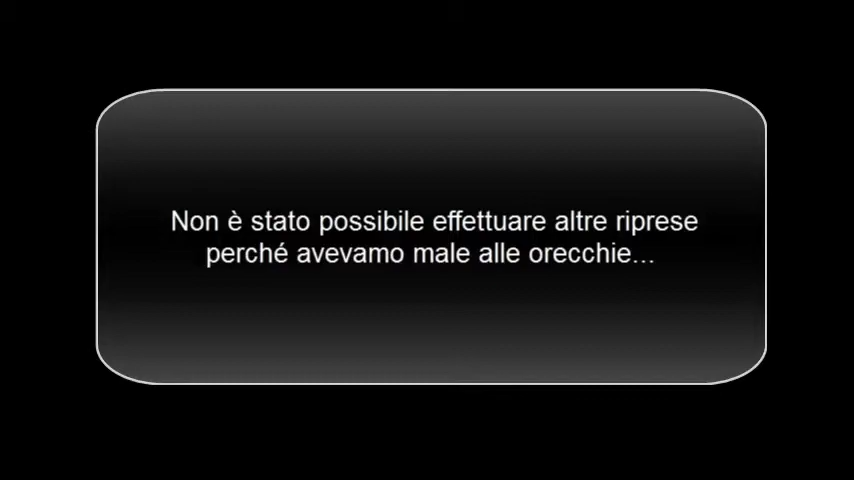 Non è stato possibile effettuare altre riprese
perché avevamo male alle orecchie...